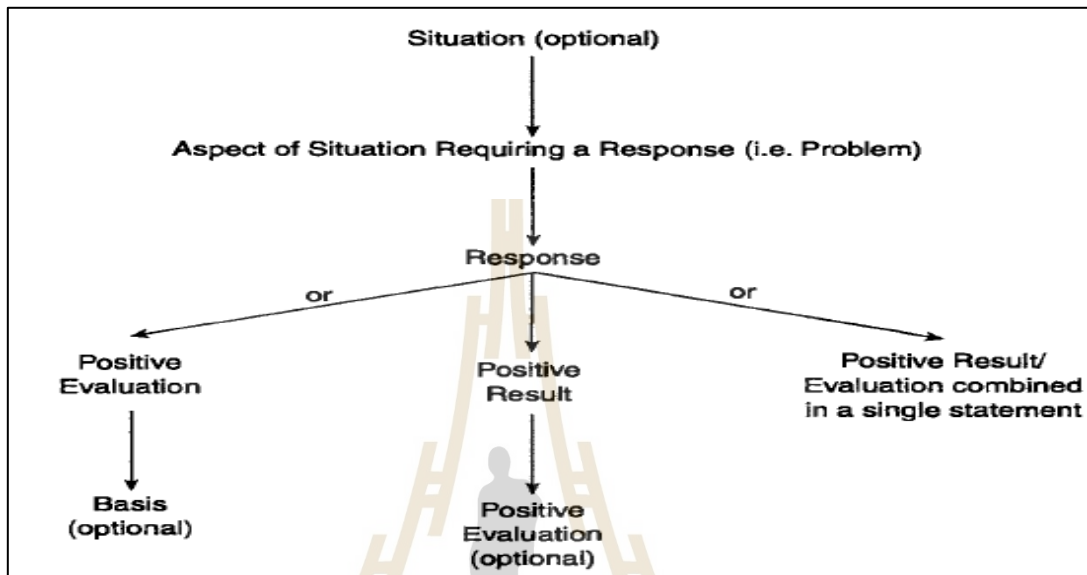 Situation (optional)
Aspect of Situation Requiring a Response (i.e. Problem)
Response
or
or
Positive
Evaluation
Positive
Result
Positive Result/
Evaluation combined
in a single statement
Basis
(optional)
Positive
Evaluation
(optional)